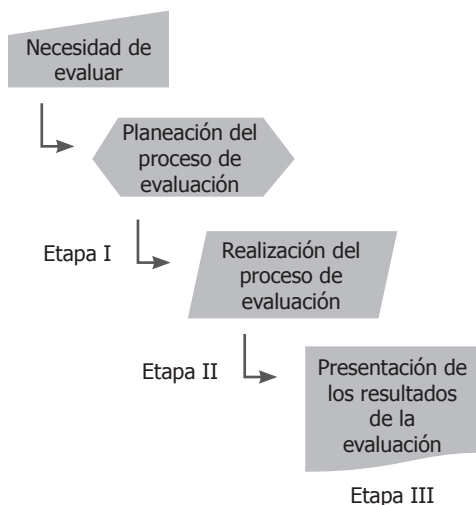 Necesidad de
evaluar
Planeación del
proceso de
evaluación
Etapa I
Realización del
proceso de
evaluación
Etapa II
Presentación de
los resultados
de la
evaluación
Etapa III